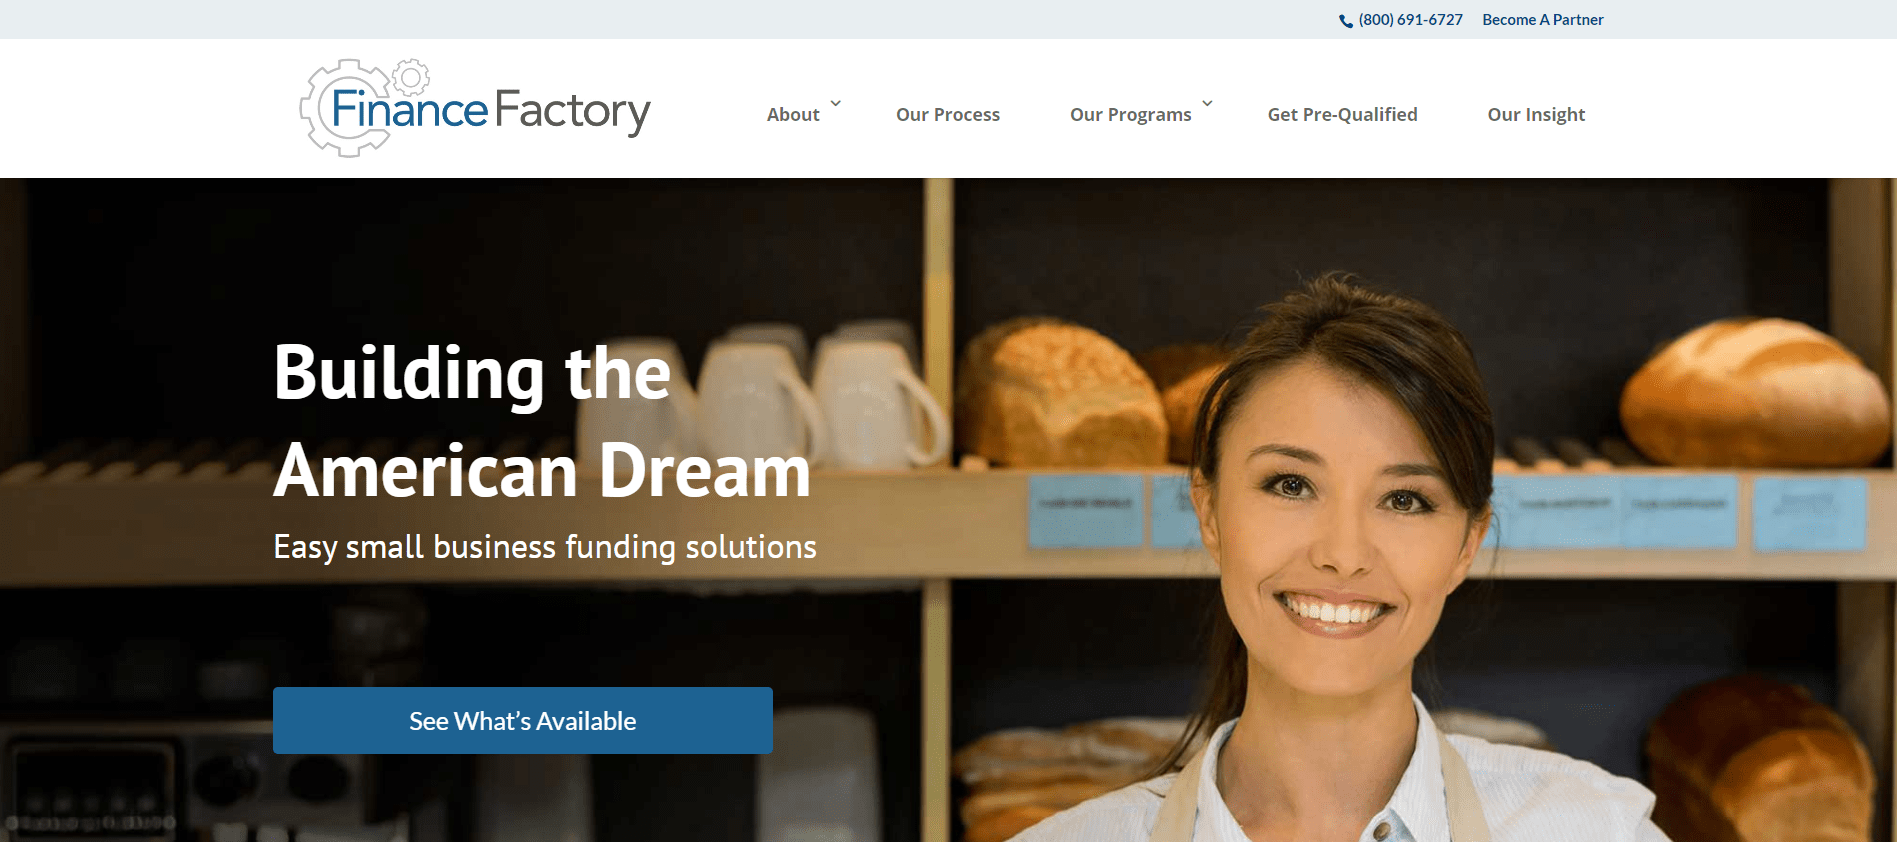 (800) 691-6727 Become A Partner
Finance Factory
About Our Process Our Programs Get Pre-Qualified Our Insight
Building the
American Dream
Easy small business funding solutions
See What's Available